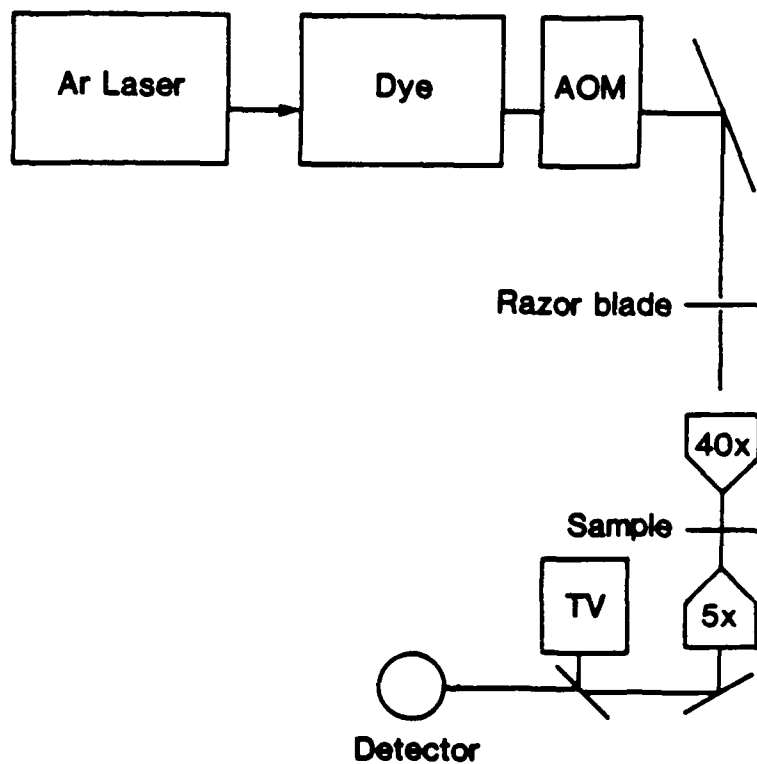 Ar Laser
Dye
AOM
Razor blade
40x
Sample
TV
5x
Detector